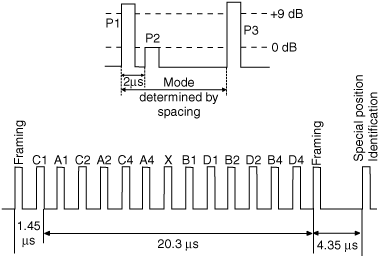 +9 dB
P1
P3
P2
0 dB
2µs
Mode
determined by
spacing
Framing
C1 A1 C2 A2 C4 A4 X B1 D1 B2 D2 B4 D4
Framing
Special position
Identification
1.45
µs
20.3 µs
4.35 µs